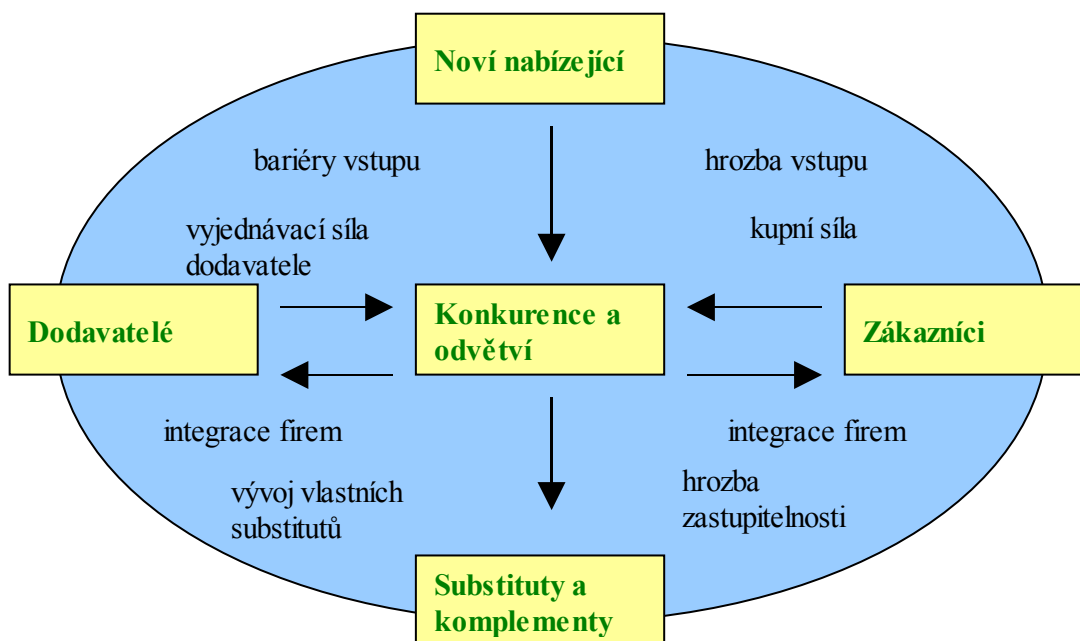 Noví nabízející
bariéry vstupu
hrozba vstupu
vyjednávací síla
dodavatele
kupní síla
Dodavatelé
Konkurence a
odvětví
Zákazníci
integrace firem
integrace firem
vývoj vlastních
substitutů
hrozba
zastupitelnosti
Substituty a
komplementy